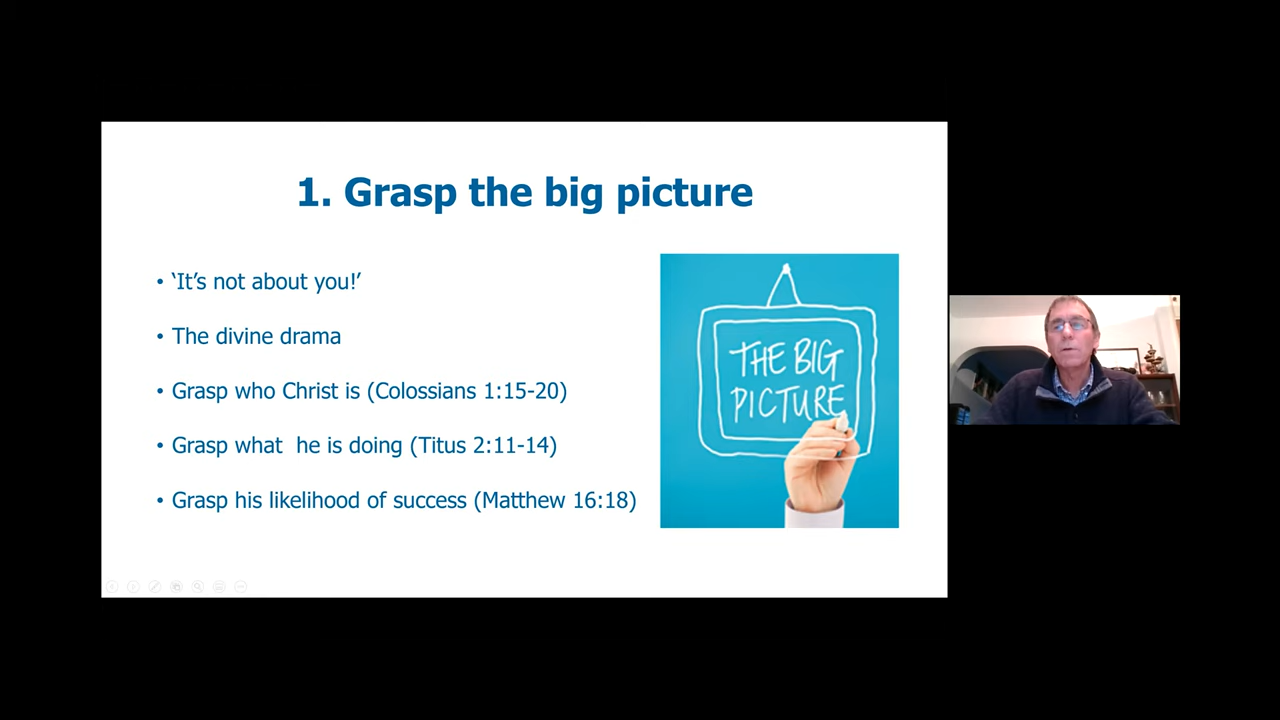 1. Grasp the big picture
• ‘It’s not about you!’
• The divine drama
• Grasp who Christ is (Colossians 1:15-20)
• Grasp what  he is doing (Titus 2:11-14)
• Grasp his likelihood of success (Matthew 16:18)
THE BIG
PICTURE